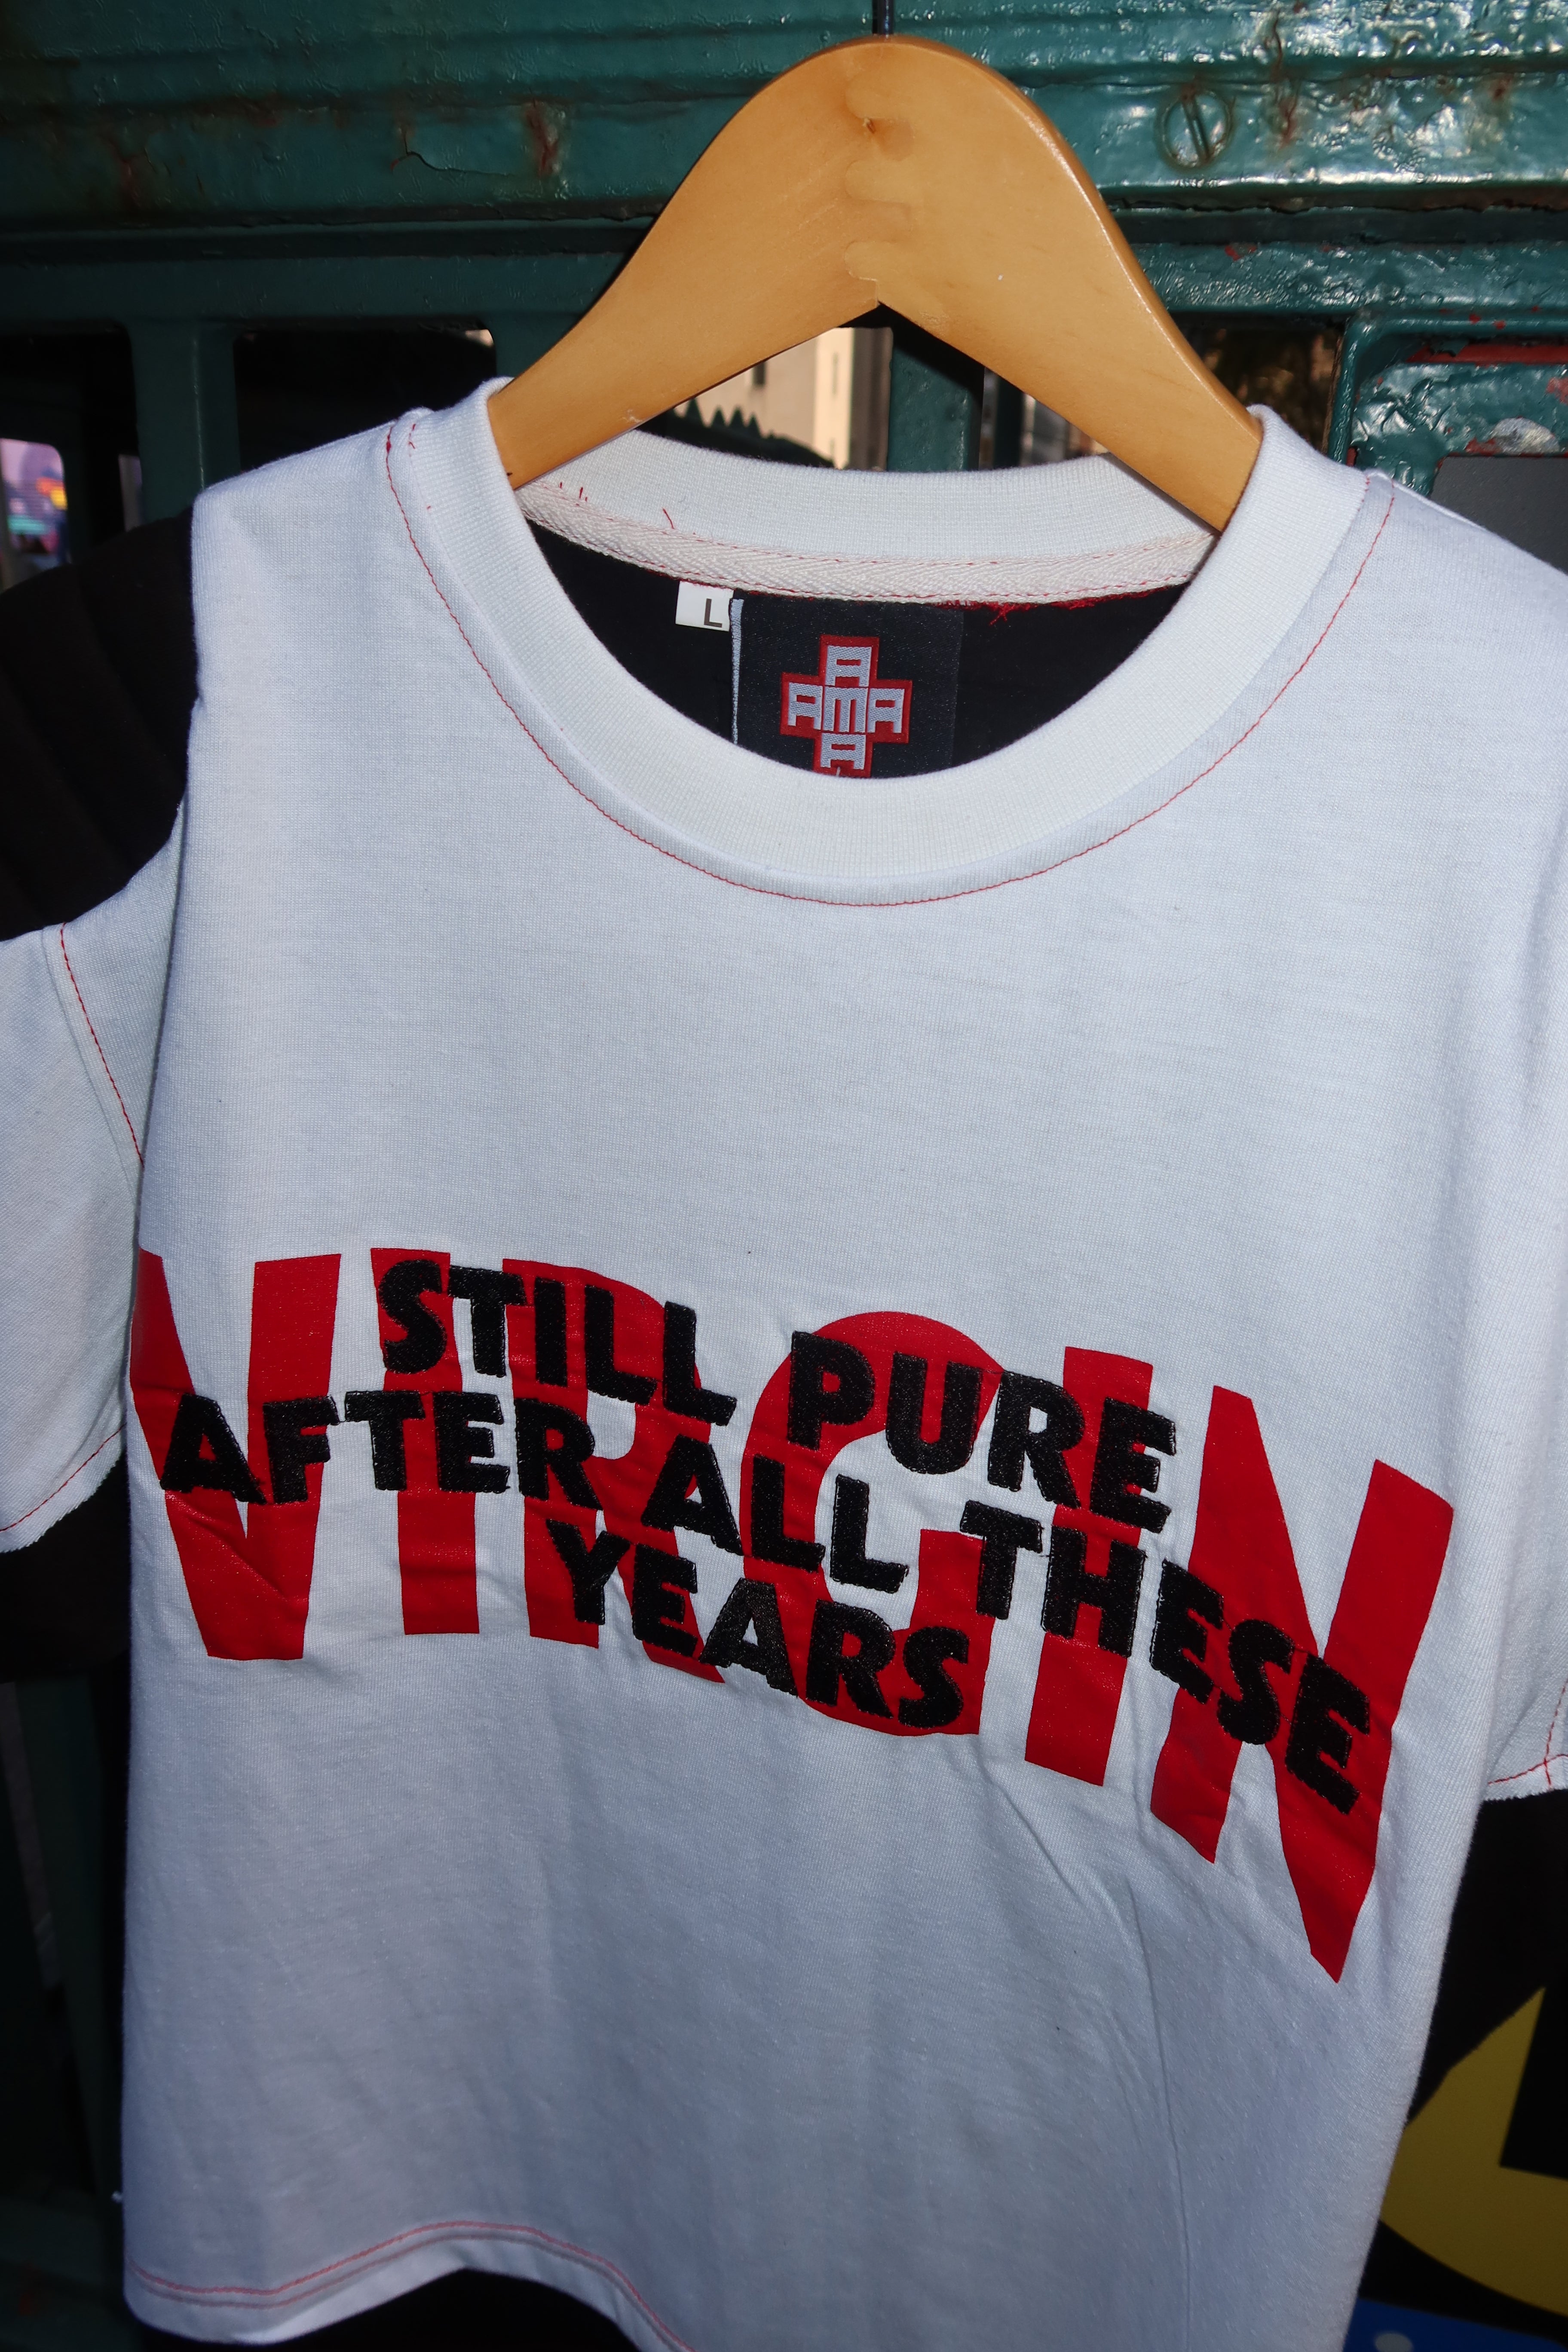 L
A
AMA
A
VIRGIN
STILL PURE
AFTER ALL THESE
YEARS